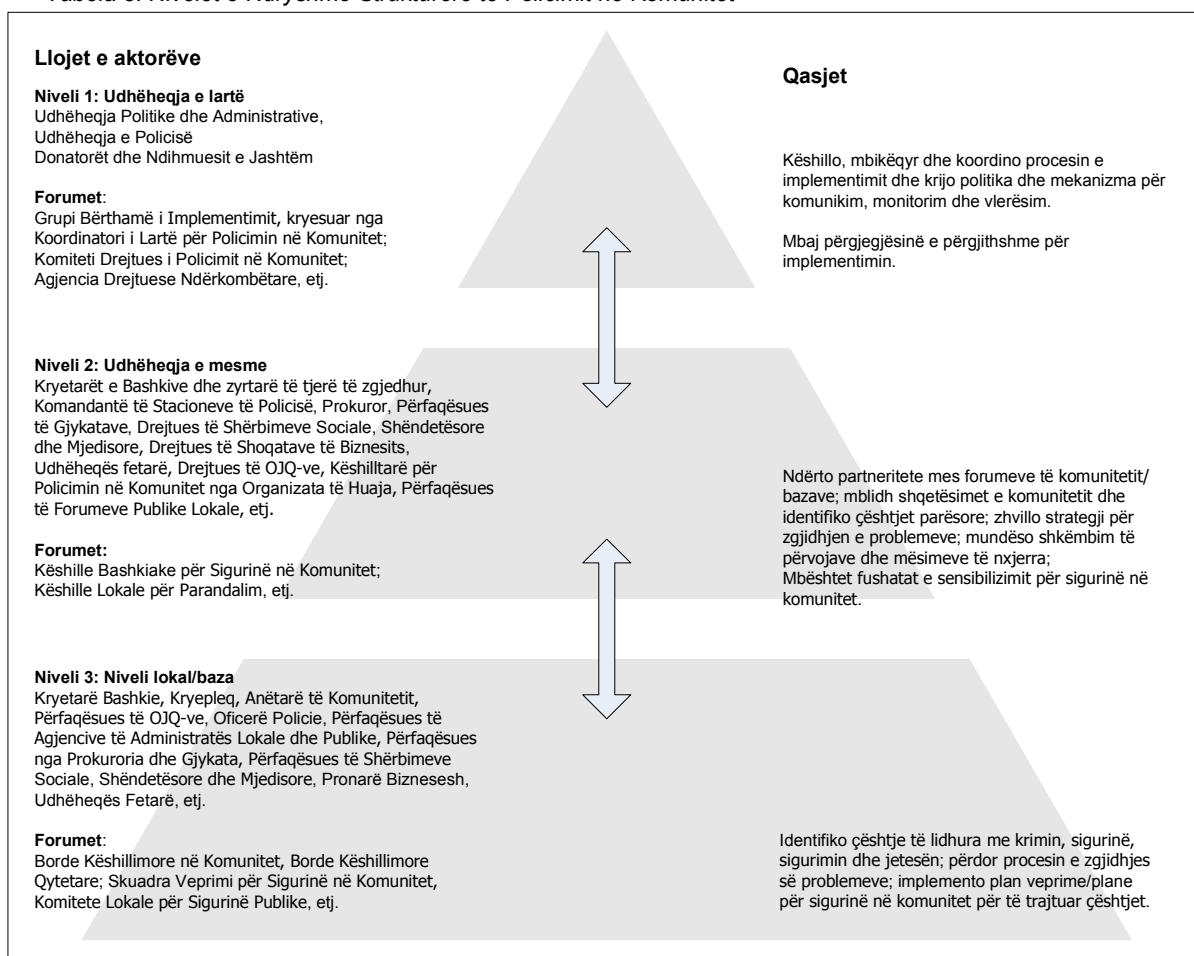 Llojet e aktorëve
Niveli 1: Udhëheqja e lartë
Udhëheqja Politike dhe Administrative,
Udhëheqja e Policisë
Donatorët dhe Ndihmuesit e Jashtëm
Forumet:
Grupi Bërthamë i Implementimit, kryesuar nga
Koordinatori i Lartë për Policimin në Komunitet;
Komiteti Drejtues i Policimit në Komunitet;
Agjencia Drejtuese Ndërkombëtare, etj.
Qasjet
Këshillo, mbikëqyr dhe koordino procesin e
implementimit dhe krijo politika dhe mekanizma për
komunikim, monitorim dhe vlerësim.
Mbaj përgjegjësinë e përgjithshme për
implementimin.
Niveli 2: Udhëheqja e mesme
Kryetarët e Bashkive dhe zyrtarë të tjerë të zgjedhur,
Komandantë të Stacioneve të Policisë, Prokuror, Përfaqësues
të Gjykatave, Drejtues të Shërbimeve Sociale, Shëndetësore
dhe Mjedisore, Drejtues të Shoqatave të Biznesits,
Udhëheqës fetarë, Drejtues të OJQ-ve, Këshilltarë për
Policimin në Komunitet nga Organizata të Huaja, Përfaqësues
të Forumeve Publike Lokale, etj.
Forumet:
Këshille Bashkiake për Sigurinë në Komunitet;
Këshille Lokale për Parandalim, etj.
Ndërto partneritete mes forumeve të komunitetit/
bazave; mblidh shqetësimet e komunitetit dhe
identifiko çështjet parësore; zhvillo strategji për
zgjidhjen e problemeve; mundëso shkëmbim të
përvojave dhe mësimeve të nxjerra;
Mbështet fushatat e sensibilizimit për sigurinë në
komunitet.
Niveli 3: Niveli lokal/baza
Kryetarë Bashkie, Kryepleq, Anëtarë të Komunitetit,
Përfaqësues të OJQ-ve, Oficerë Policie, Përfaqësues të
Agjencive të Administratës Lokale dhe Publike, Përfaqësues
nga Prokuroria dhe Gjykata, Përfaqësues të Shërbimeve
Sociale, Shëndetësore dhe Mjedisore, Pronarë Biznesesh,
Udhëheqës Fetarë, etj.
Forumet:
Borde Këshillimore në Komunitet, Borde Këshillimore
Qytetare; Skuadra Veprimi për Sigurinë në Komunitet,
Komitete Lokale për Sigurinë Publike, etj.
Identifiko çështje të lidhura me krimin, sigurinë,
sigurimin dhe jetesën; përdor procesin e zgjidhjes
së problemeve; implemento plan veprime/plane
për sigurinë në komunitet për të trajtuar çështjet.